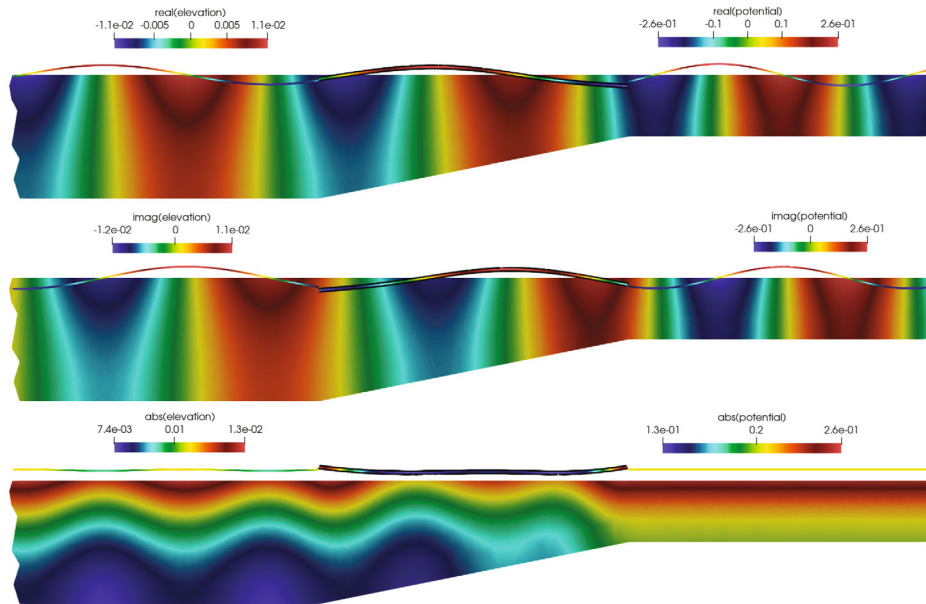 real(elevation)
-1.1e-02 -0.005 0 0.005 1.1e-02
real(potential)
-2.6e-01 -0.1 0 0.1 2.6e-01
imag(elevation)
-1.2e-02 0 1.1e-02
imag(potential)
-2.6e-01 0 2.6e-01
abs(elevation)
7.4e-03 0.01 1.3e-02
abs(potential)
1.3e-01 0.2 2.6e-01